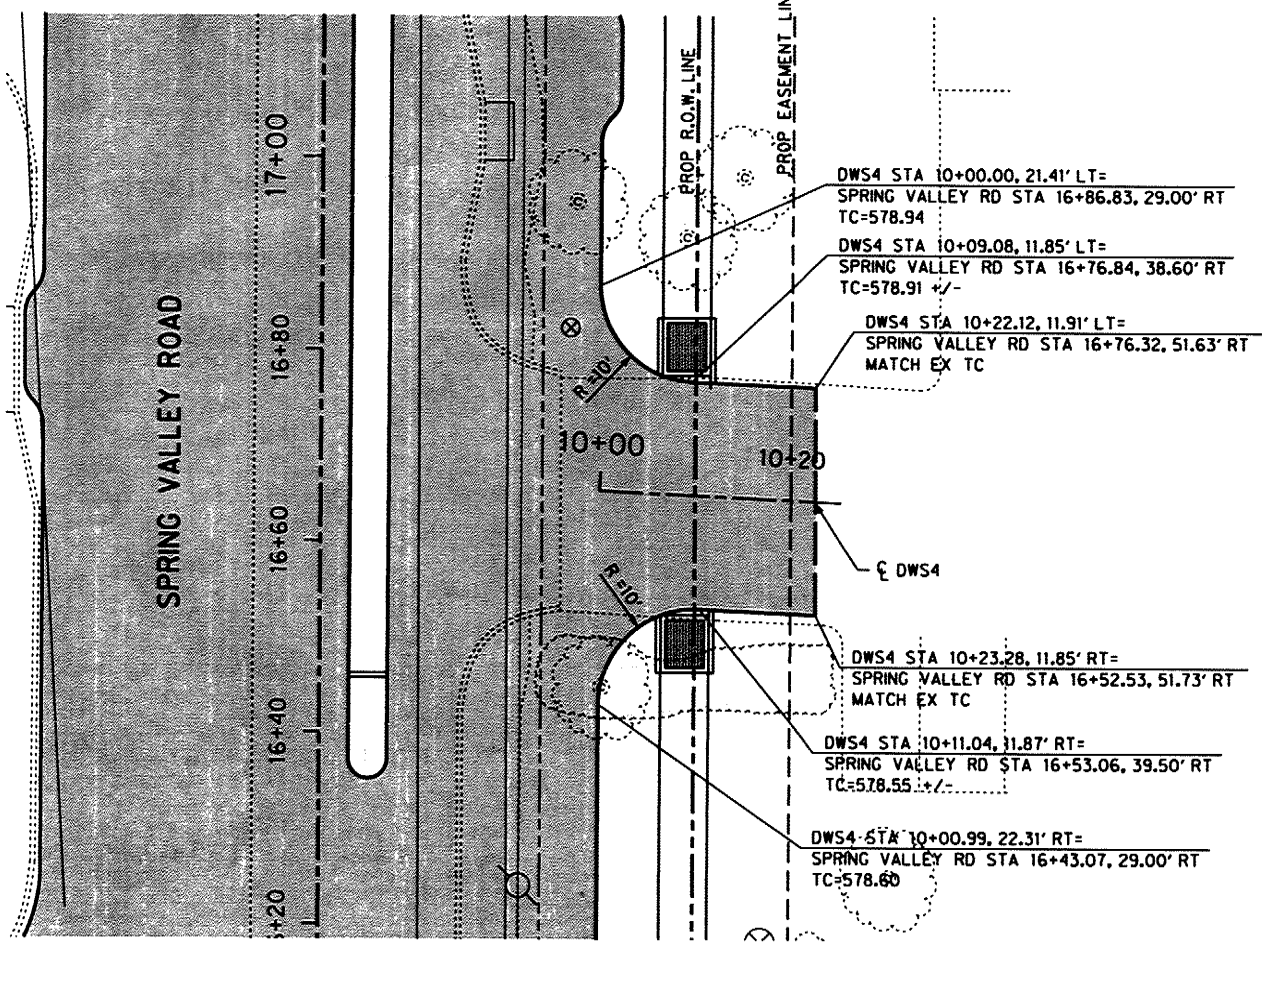 PROP R.O.W. LINE
PROP EASEMENT LIN
17+00
DWS4 STA 10+00.00, 21.41' LT=
SPRING VALLEY RD STA 16+86.83, 29.00' RT
TC=578.94
DWS4 STA 10+09.08, 11.85' LT=
SPRING VALLEY RD STA 16+76.84, 38.60' RT
TC=578.91 +/-
DWS4 STA 10+22.12, 11.91' LT=
SPRING VALLEY RD STA 16+76.32, 51.63' RT
MATCH EX TC
SPRING VALLEY ROAD
16+80
R =10'
10+00
10+20
16+60
℄ DWS4
R =10'
DWS4 STA 10+23.28, 11.85' RT=
SPRING VALLEY RD STA 16+52.53, 51.73' RT
MATCH EX TC
16+40
DWS4 STA 10+11.04, 11.87' RT=
SPRING VALLEY RD STA 16+53.06, 39.50' RT
TC=578.55 +/-
DWS4 STA 10+00.99, 22.31' RT=
SPRING VALLEY RD STA 16+43.07, 29.00' RT
TC=578.60
+20